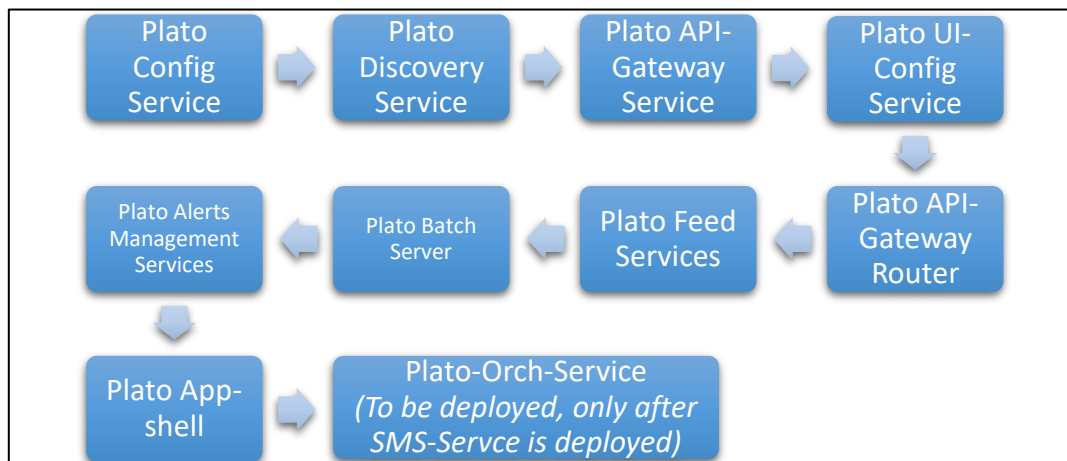 Plato
Config
Service
Plato
Discovery
Service
Plato API-
Gateway
Service
Plato UI-
Config
Service
Plato API-
Gateway
Router
Plato Feed
Services
Plato Batch
Server
Plato Alerts
Management
Services
Plato App-
shell
Plato-Orch-Service
(To be deployed, only after
SMS-Servce is deployed)